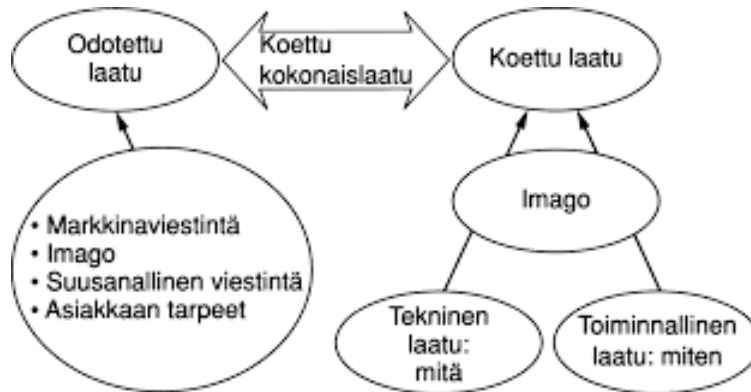 Odotettu
laatu
Koettu
kokonaislaatu
Koettu laatu
• Markkinaviestintä
• Imago
• Suusanallinen viestintä
• Asiakkaan tarpeet
Imago
Tekninen
laatu:
mitä
Toiminnallinen
laatu: miten